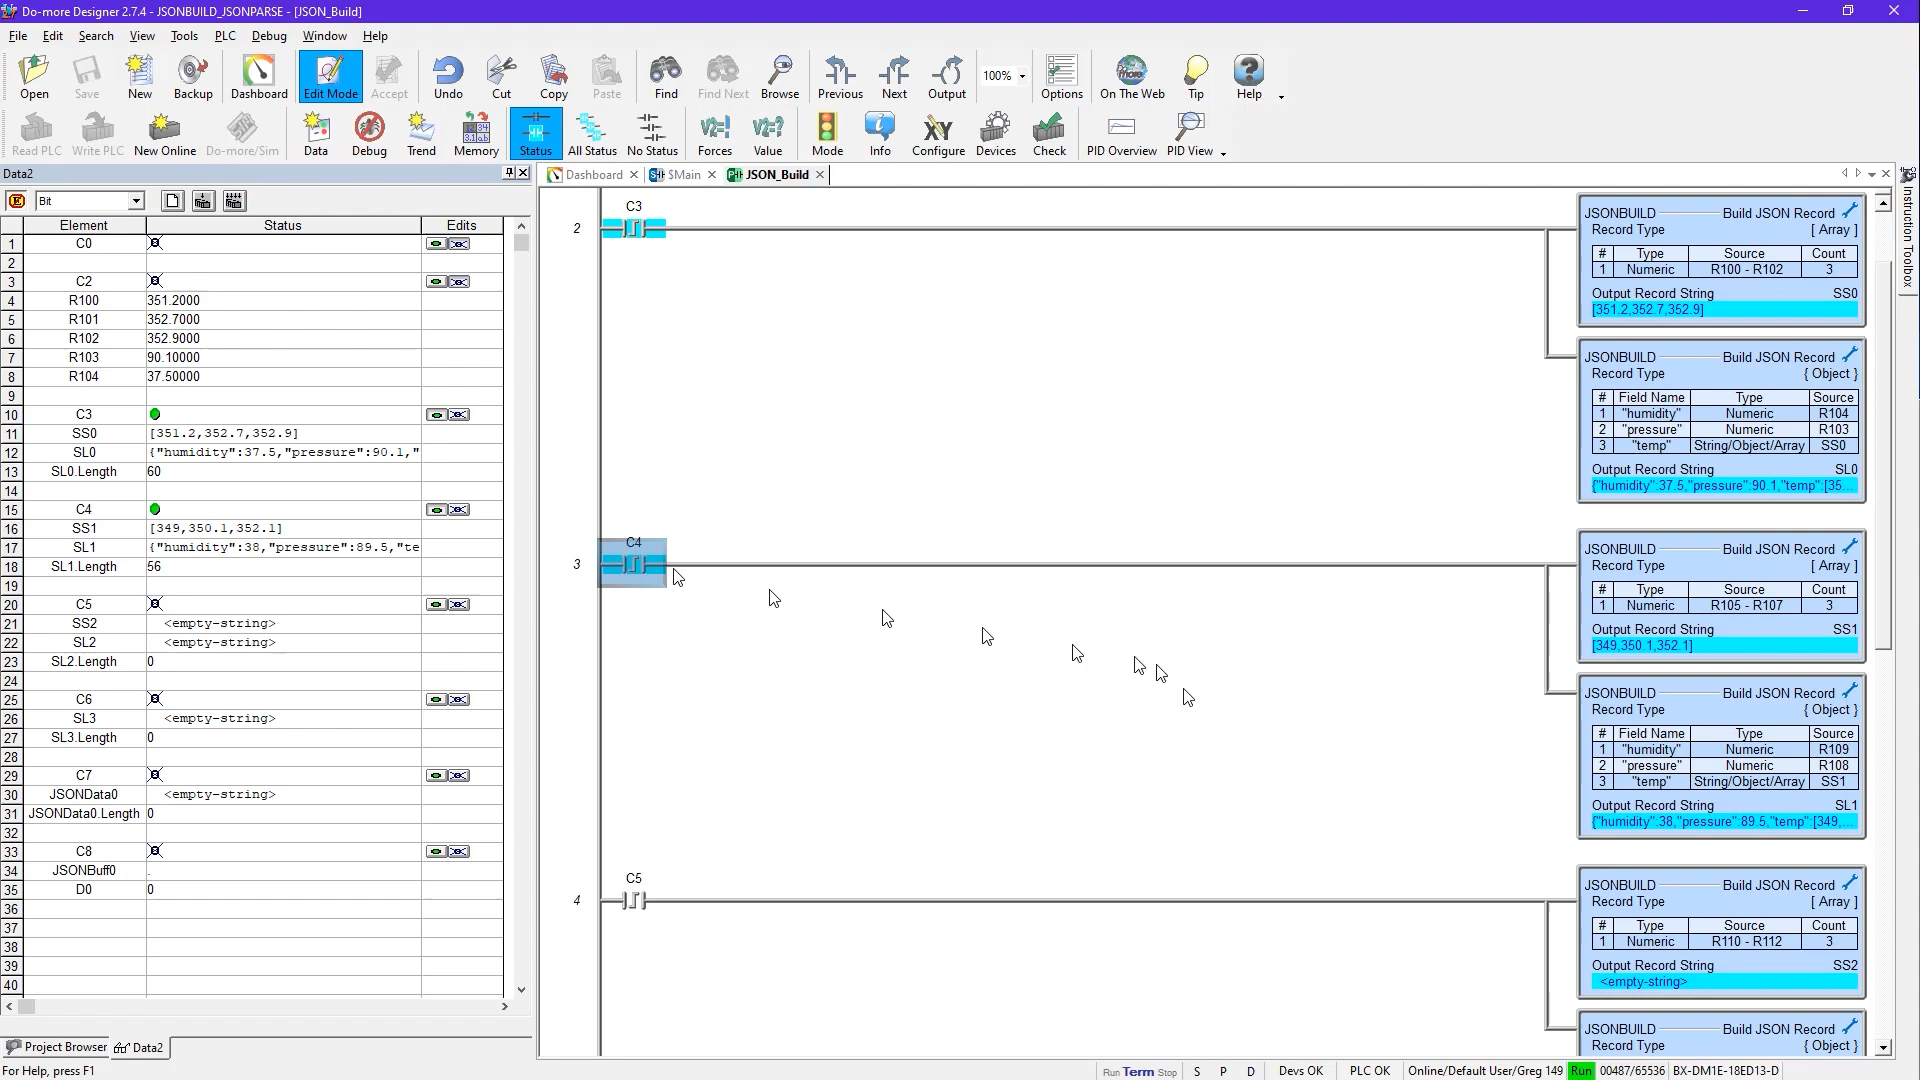 Do-more Designer 2.7.4 - JSONBUILD_JSONPARSE - [JSON_Build]
File Edit Search View Tools PLC Debug Window Help
Open Save New Backup Dashboard Edit Mode Accept Undo Cut Copy Paste Find Find Next Browse Previous Next Output 100% Options On The Web Tip Help
Read PLC Write PLC New Online Do-more/Sim Data Debug Trend Memory Status All Status No Status Forces Value Mode Info Configure Devices Check PID Overview PID View
Data2
Dashboard $Main JSON_Build
Instruction Toolbox
Bit
Element Status Edits
1 C0
2
3 C2
4 R100 351.2000
5 R101 352.7000
6 R102 352.9000
7 R103 90.10000
8 R104 37.50000
9
10 C3
11 SS0 [351.2,352.7,352.9]
12 SL0 {"humidity":37.5,"pressure":90.1,"
13 SL0.Length 60
14
15 C4
16 SS1 [349,350.1,352.1]
17 SL1 {"humidity":38,"pressure":89.5,"te
18 SL1.Length 56
19
20 C5
21 SS2 <empty-string>
22 SL2 <empty-string>
23 SL2.Length 0
24
25 C6
26 SL3 <empty-string>
27 SL3.Length 0
28
29 C7
30 JSONData0 <empty-string>
31 JSONData0.Length 0
32
33 C8
34 JSONBuff0 .
35 D0 0
36
37
38
39
40
Project Browser Data2
C3
2
JSONBUILD Build JSON Record
Record Type [ Array ]
# Type Source Count
1 Numeric R100 - R102 3
Output Record String SS0
[351.2,352.7,352.9]
JSONBUILD Build JSON Record
Record Type { Object }
# Field Name Type Source
1 "humidity" Numeric R104
2 "pressure" Numeric R103
3 "temp" String/Object/Array SS0
Output Record String SL0
{"humidity":37.5,"pressure":90.1,"temp":[35...
C4
3
JSONBUILD Build JSON Record
Record Type [ Array ]
# Type Source Count
1 Numeric R105 - R107 3
Output Record String SS1
[349,350.1,352.1]
JSONBUILD Build JSON Record
Record Type { Object }
# Field Name Type Source
1 "humidity" Numeric R109
2 "pressure" Numeric R108
3 "temp" String/Object/Array SS1
Output Record String SL1
{"humidity":38,"pressure":89.5,"temp":[349,...
C5
4
JSONBUILD Build JSON Record
Record Type [ Array ]
# Type Source Count
1 Numeric R110 - R112 3
Output Record String SS2
<empty-string>
JSONBUILD Build JSON Record
Record Type { Object }
For Help, press F1
Run Term Stop S P D Devs OK PLC OK Online/Default User/Greg 149 Run 00487/65536 BX-DM1E-18ED13-D